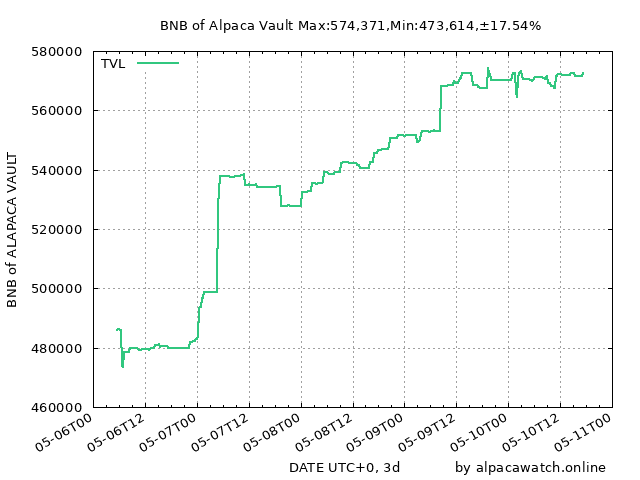 BNB of Alpaca Vault Max:574,371,Min:473,614,±17.54%
TVL
BNB of ALAPACA VAULT
580000
560000
540000
520000
500000
480000
460000
05-06T00
05-06T12
05-07T00
05-07T12
05-08T00
05-08T12
05-09T00
05-09T12
05-10T00
05-10T12
05-11T00
DATE UTC+0, 3d
by alpacawatch.online